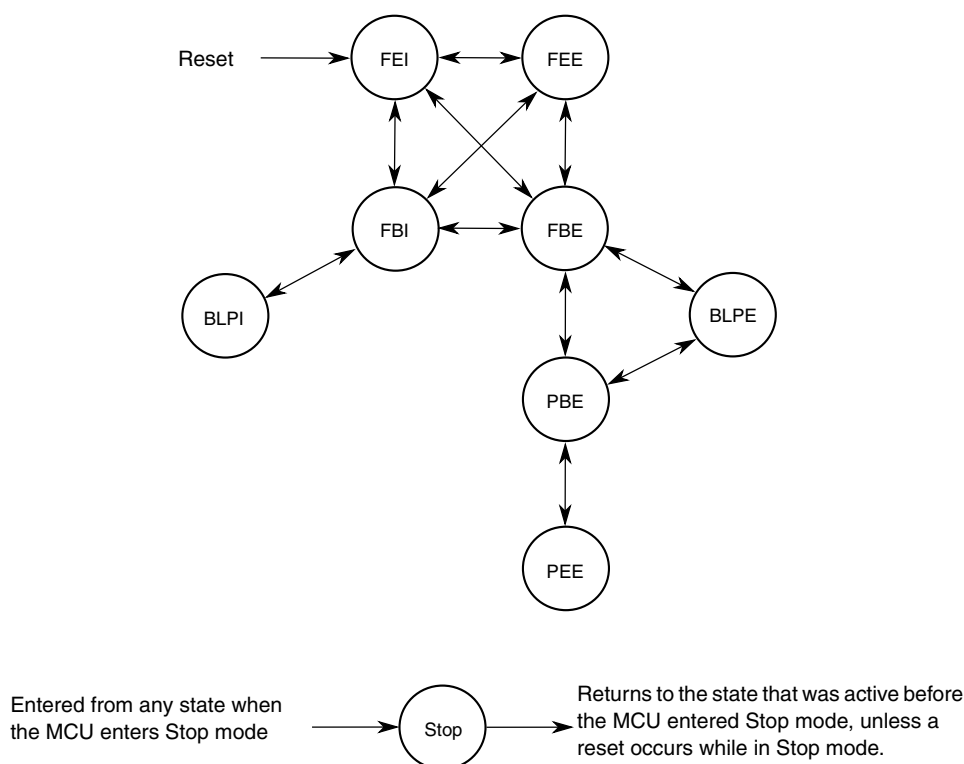 Reset
FEI
FEE
FBI
FBE
BLPI
BLPE
PBE
PEE
Entered from any state when
the MCU enters Stop mode
Stop
Returns to the state that was active before
the MCU entered Stop mode, unless a
reset occurs while in Stop mode.